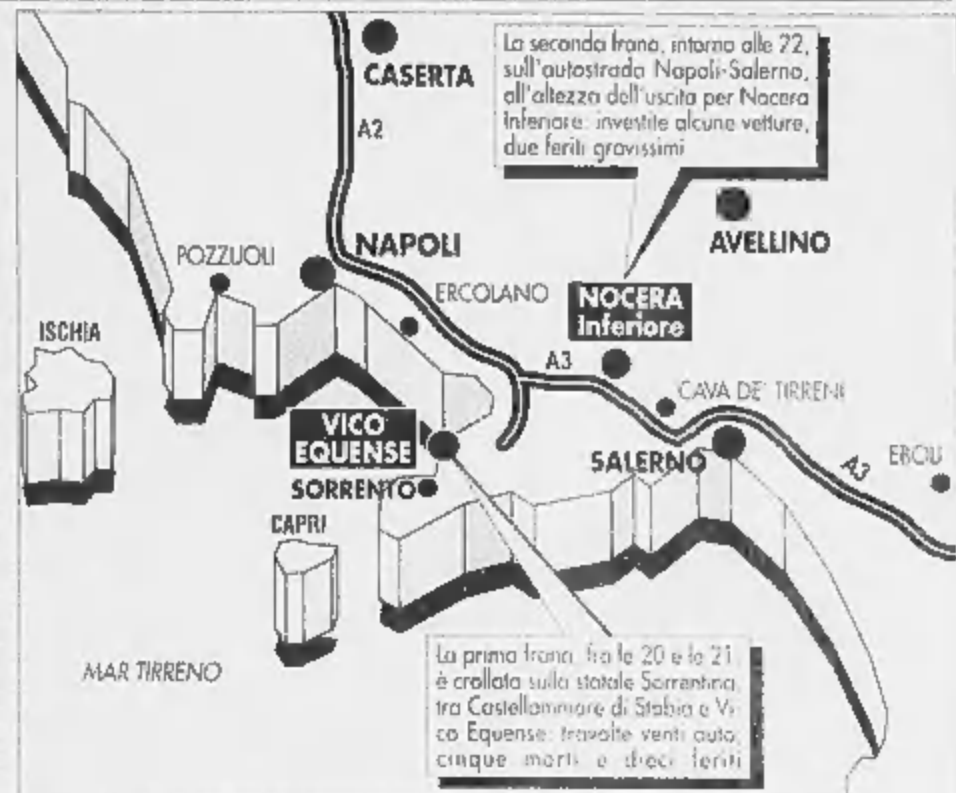 CASERTA
La seconda frana, intorno alle 22,
sull'autostrada Napoli-Salerno,
all'altezza dell'uscita per Nocera
Inferiore: investite alcune vetture,
due feriti gravissimi
A2
AVELLINO
NAPOLI
POZZUOLI
ERCOLANO
NOCERA
Inferiore
ISCHIA
A3
CAVA DE' TIRRENI
VICO
EQUENSE
SALERNO
A3
EBOLI
SORRENTO
CAPRI
MAR TIRRENO
La prima frana, fra le 20 e le 21,
è crollata sulla statale Sorrentina,
tra Castellammare di Stabia e Vi-
co Equense: travolte venti auto,
cinque morti e dieci feriti